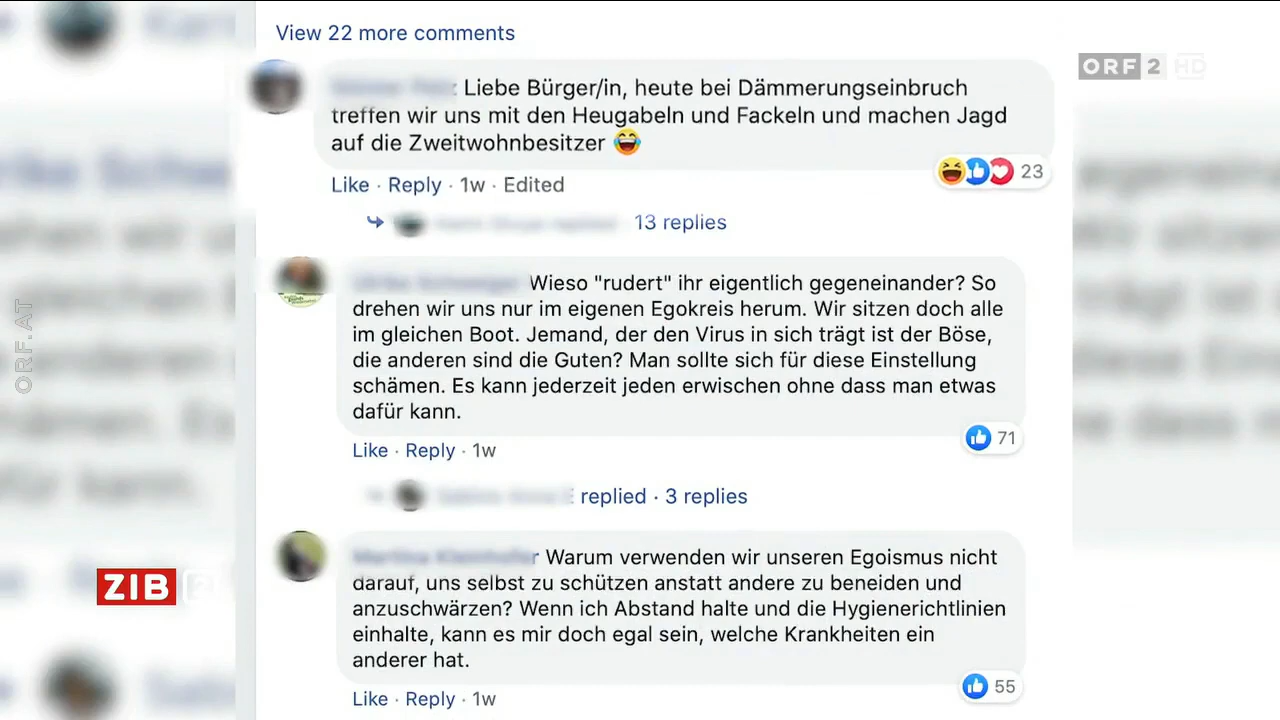 View 22 more comments
ORF 2 HD
Liebe Bürger/in, heute bei Dämmerungseinbruch
treffen wir uns mit den Heugabeln und Fackeln und machen Jagd
auf die Zweitwohnbesitzer 😂
23
Like · Reply · 1w · Edited
13 replies
Wieso "rudert" ihr eigentlich gegeneinander? So
drehen wir uns nur im eigenen Egokreis herum. Wir sitzen doch alle
im gleichen Boot. Jemand, der den Virus in sich trägt ist der Böse,
die anderen sind die Guten? Man sollte sich für diese Einstellung
schämen. Es kann jederzeit jeden erwischen ohne dass man etwas
dafür kann.
71
Like · Reply · 1w
replied · 3 replies
Warum verwenden wir unseren Egoismus nicht
darauf, uns selbst zu schützen anstatt andere zu beneiden und
anzuschwärzen? Wenn ich Abstand halte und die Hygienerichtlinien
einhalte, kann es mir doch egal sein, welche Krankheiten ein
anderer hat.
55
Like · Reply · 1w
ORF.AT
ZIB 2